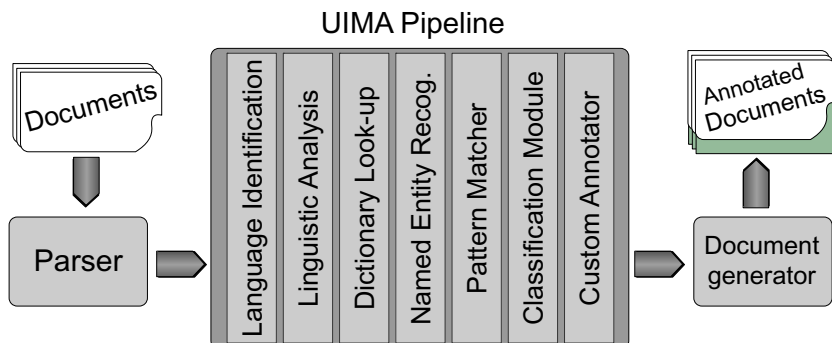 UIMA Pipeline
Documents
Parser
Language Identification
Linguistic Analysis
Dictionary Look-up
Named Entity Recog.
Pattern Matcher
Classification Module
Custom Annotator
Annotated
Documents
Document
generator